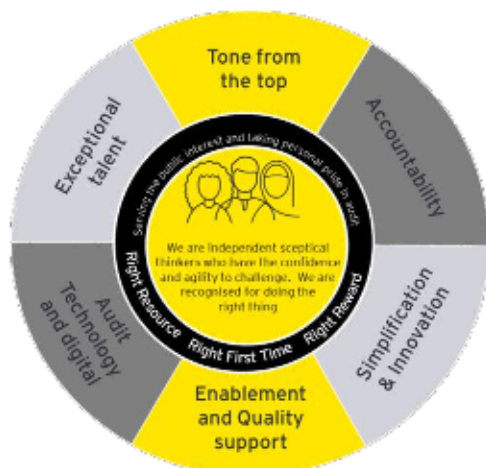 Tone from
the top
Accountability
Simplification
& Innovation
Enablement
and Quality
support
Audit
Technology
and digital
Exceptional
talent
Serving the public interest and taking personal pride in audit
We are independent sceptical
thinkers who have the confidence
and agility to challenge. We are
recognised for doing the
right thing
Right Resource
Right First Time
Right Reward